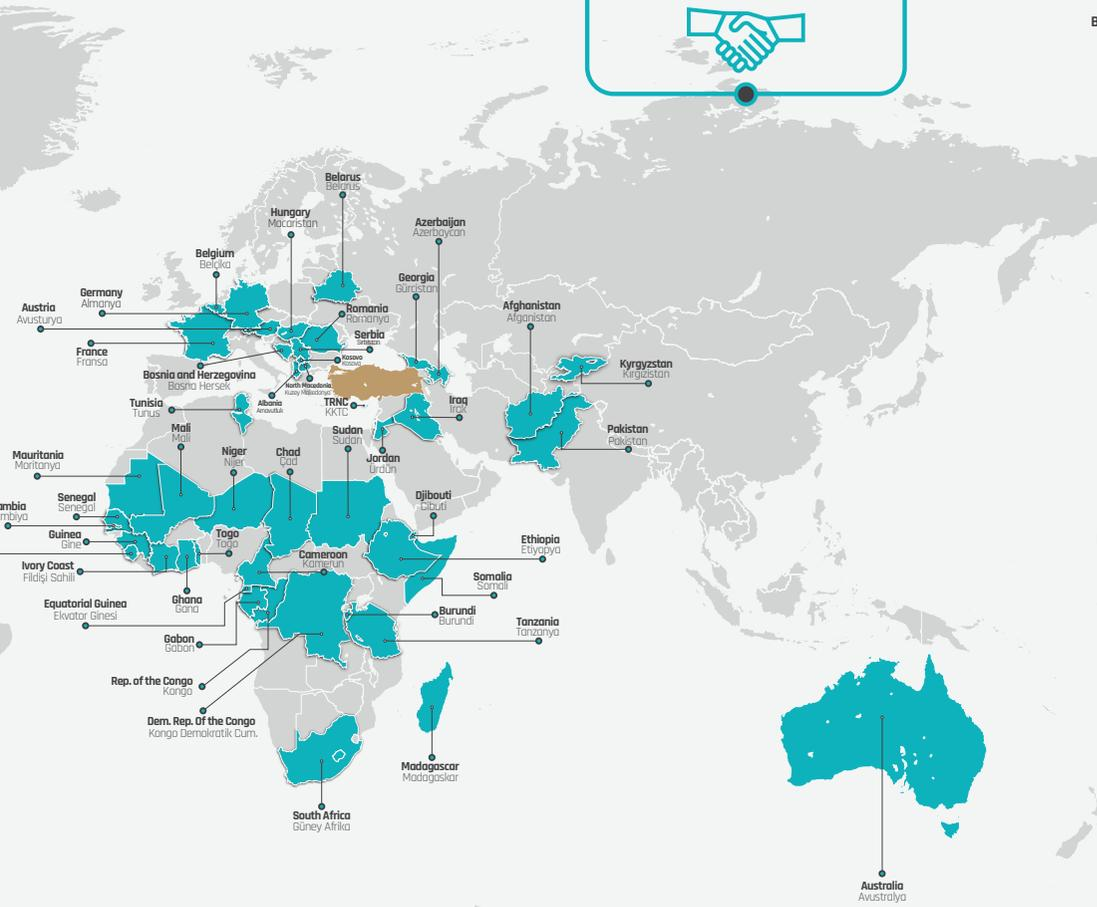 B
Belarus
Belarus
Hungary
Macaristan
Azerbaijan
Azerbaycan
Belgium
Belçika
Georgia
Gürcistan
Germany
Almanya
Austria
Avusturya
Romania
Romanya
Afghanistan
Afganistan
Serbia
Sırbistan
France
Fransa
Kosovo
Kosova
Kyrgyzstan
Kırgızistan
Bosnia and Herzegovina
Bosna Hersek
North Macedonia
Kuzey Makedonya
Albania
Arnavutluk
Tunisia
Tunus
TRNC
KKTC
Iraq
Irak
Mali
Mali
Sudan
Sudan
Pakistan
Pakistan
Niger
Nijer
Chad
Çad
Jordan
Ürdün
Mauritania
Moritanya
Senegal
Senegal
Djibouti
Cibuti
ambia
mbiya
Guinea
Gine
Togo
Togo
Ethiopia
Etiyopya
Cameroon
Kamerun
Ivory Coast
Fildişi Sahili
Somalia
Somali
Ghana
Gana
Equatorial Guinea
Ekvator Ginesi
Burundi
Burundi
Tanzania
Tanzanya
Gabon
Gabon
Rep. of the Congo
Kongo
Dem. Rep. Of the Congo
Kongo Demokratik Cum.
Madagascar
Madagaskar
South Africa
Güney Afrika
Australia
Avustralya